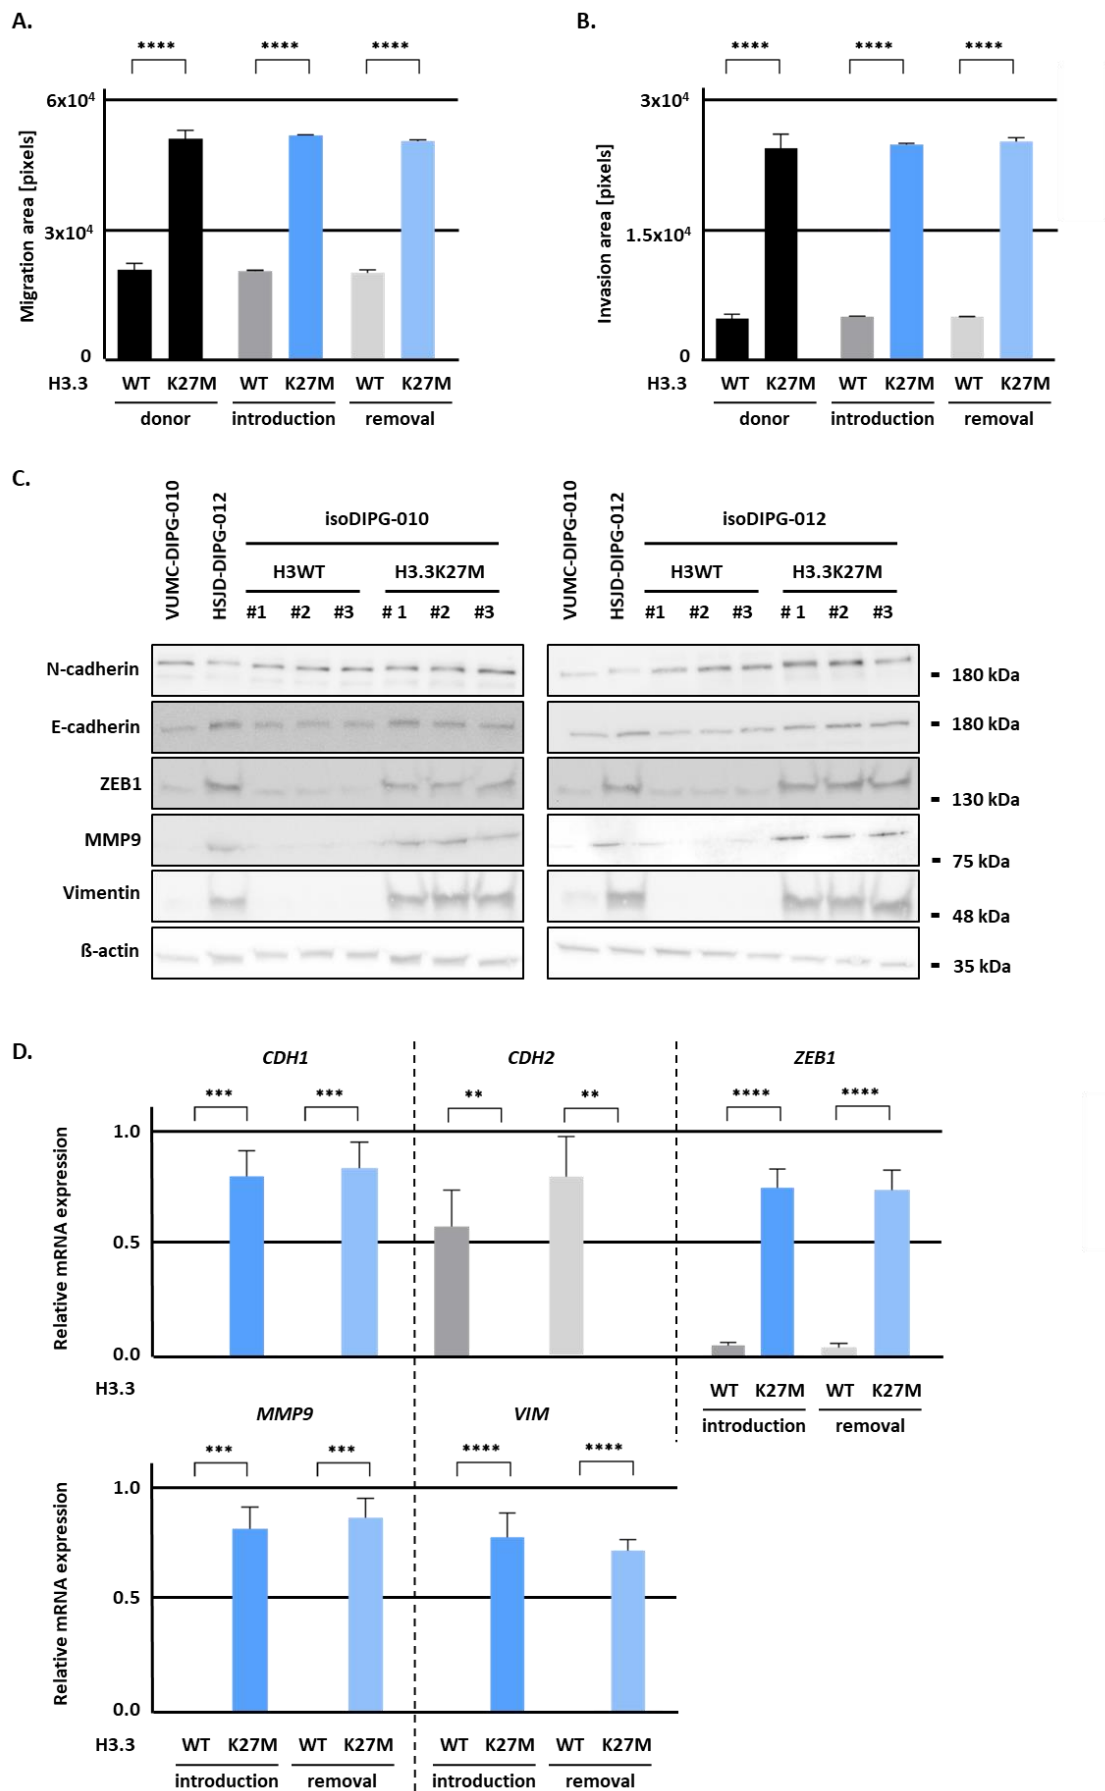 A.
B.
**** **** ****
**** **** ****
6x10⁴
3x10⁴
0
Migration area [pixels]
3x10⁴
1.5x10⁴
0
Invasion area [pixels]
H3.3 WT K27M WT K27M WT K27M
donor introduction removal
H3.3 WT K27M WT K27M WT K27M
donor introduction removal
C.
VUMC-DIPG-010
HSJD-DIPG-012
isoDIPG-010
H3WT H3.3K27M
#1 #2 #3 # 1 #2 #3
VUMC-DIPG-010
HSJD-DIPG-012
isoDIPG-012
H3WT H3.3K27M
#1 #2 #3 # 1 #2 #3
N-cadherin - 180 kDa
E-cadherin - 180 kDa
ZEB1 - 130 kDa
MMP9 - 75 kDa
Vimentin - 48 kDa
ß-actin - 35 kDa
D.
CDH1 CDH2 ZEB1
*** *** ** ** **** ****
1.0
0.5
0.0
Relative mRNA expression
H3.3
WT K27M WT K27M
introduction removal
MMP9 VIM
*** *** **** ****
1.0
0.5
0.0
Relative mRNA expression
H3.3 WT K27M WT K27M WT K27M WT K27M
introduction removal introduction removal